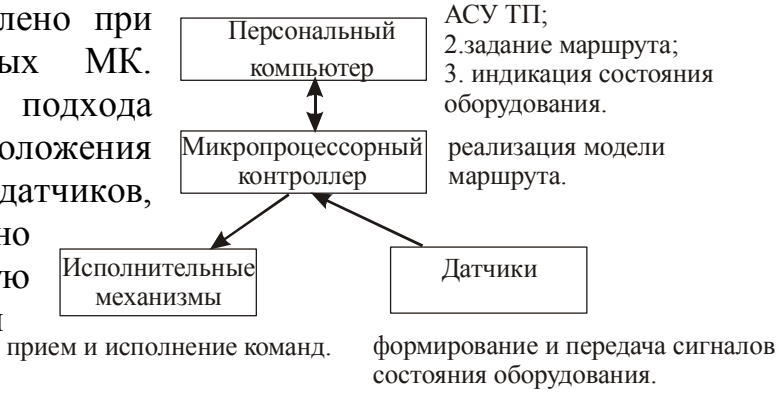 лено при
ых МК.
подхода
оложения
датчиков,
но
ую
Персональный
компьютер
АСУ ТП;
2.задание маршрута;
3. индикация состояния
оборудования.
Микропроцессорный
контроллер
реализация модели
маршрута.
Исполнительные
механизмы
Датчики
прием и исполнение команд.
формирование и передача сигналов
состояния оборудования.